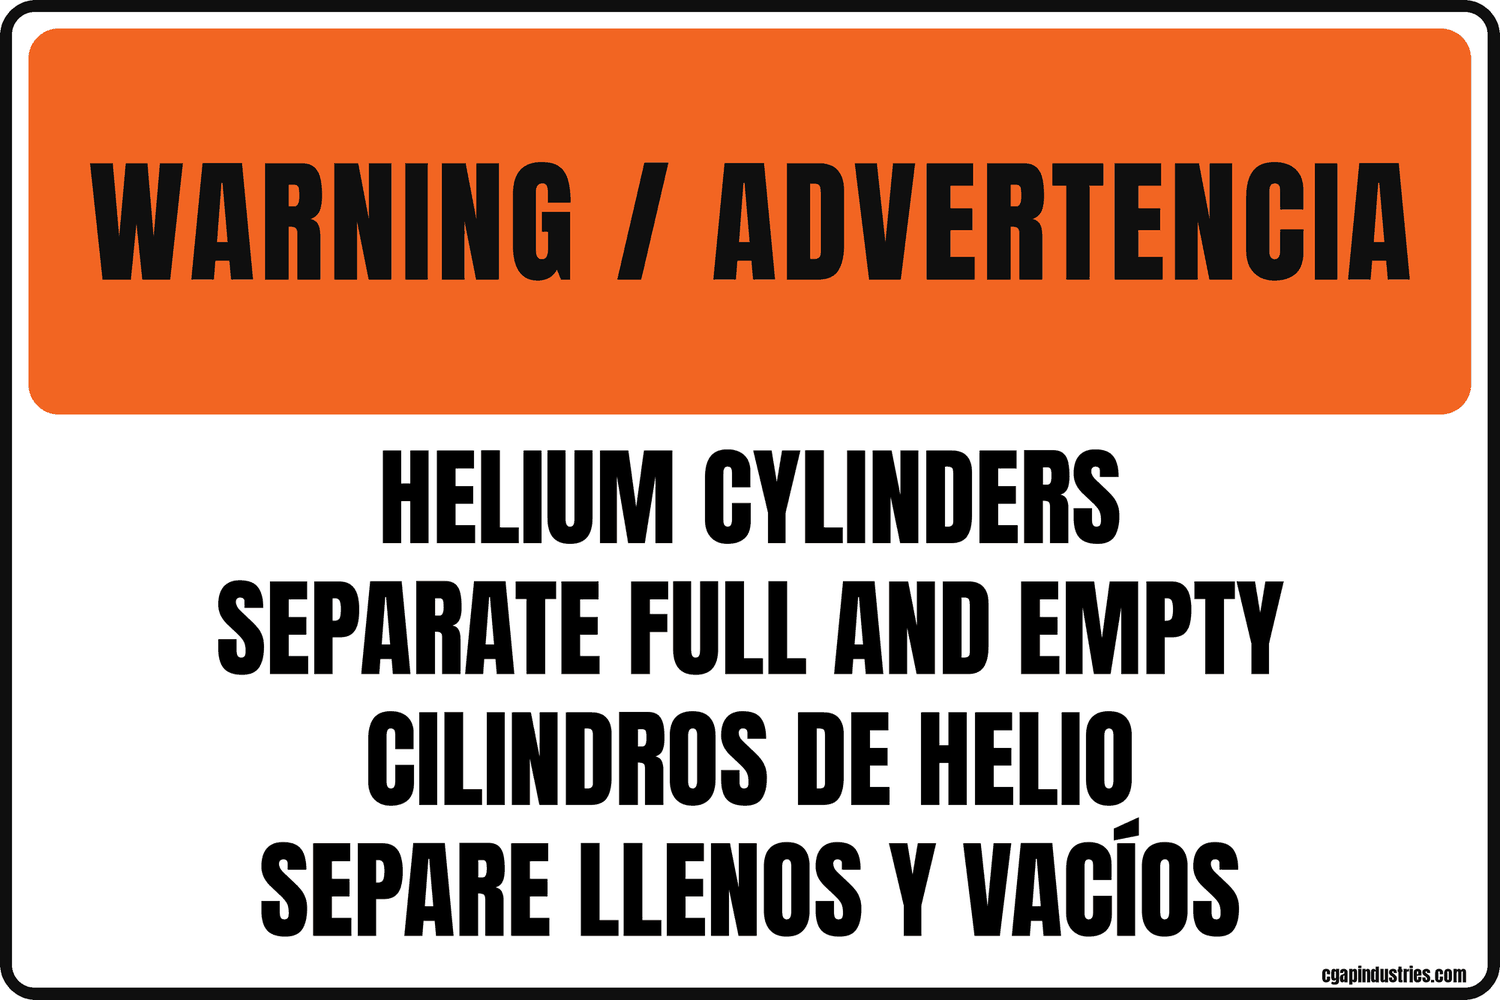 WARNING / ADVERTENCIA
HELIUM CYLINDERS
SEPARATE FULL AND EMPTY
CILINDROS DE HELIO
SEPARE LLENOS Y VACÍOS
cgapindustries.com